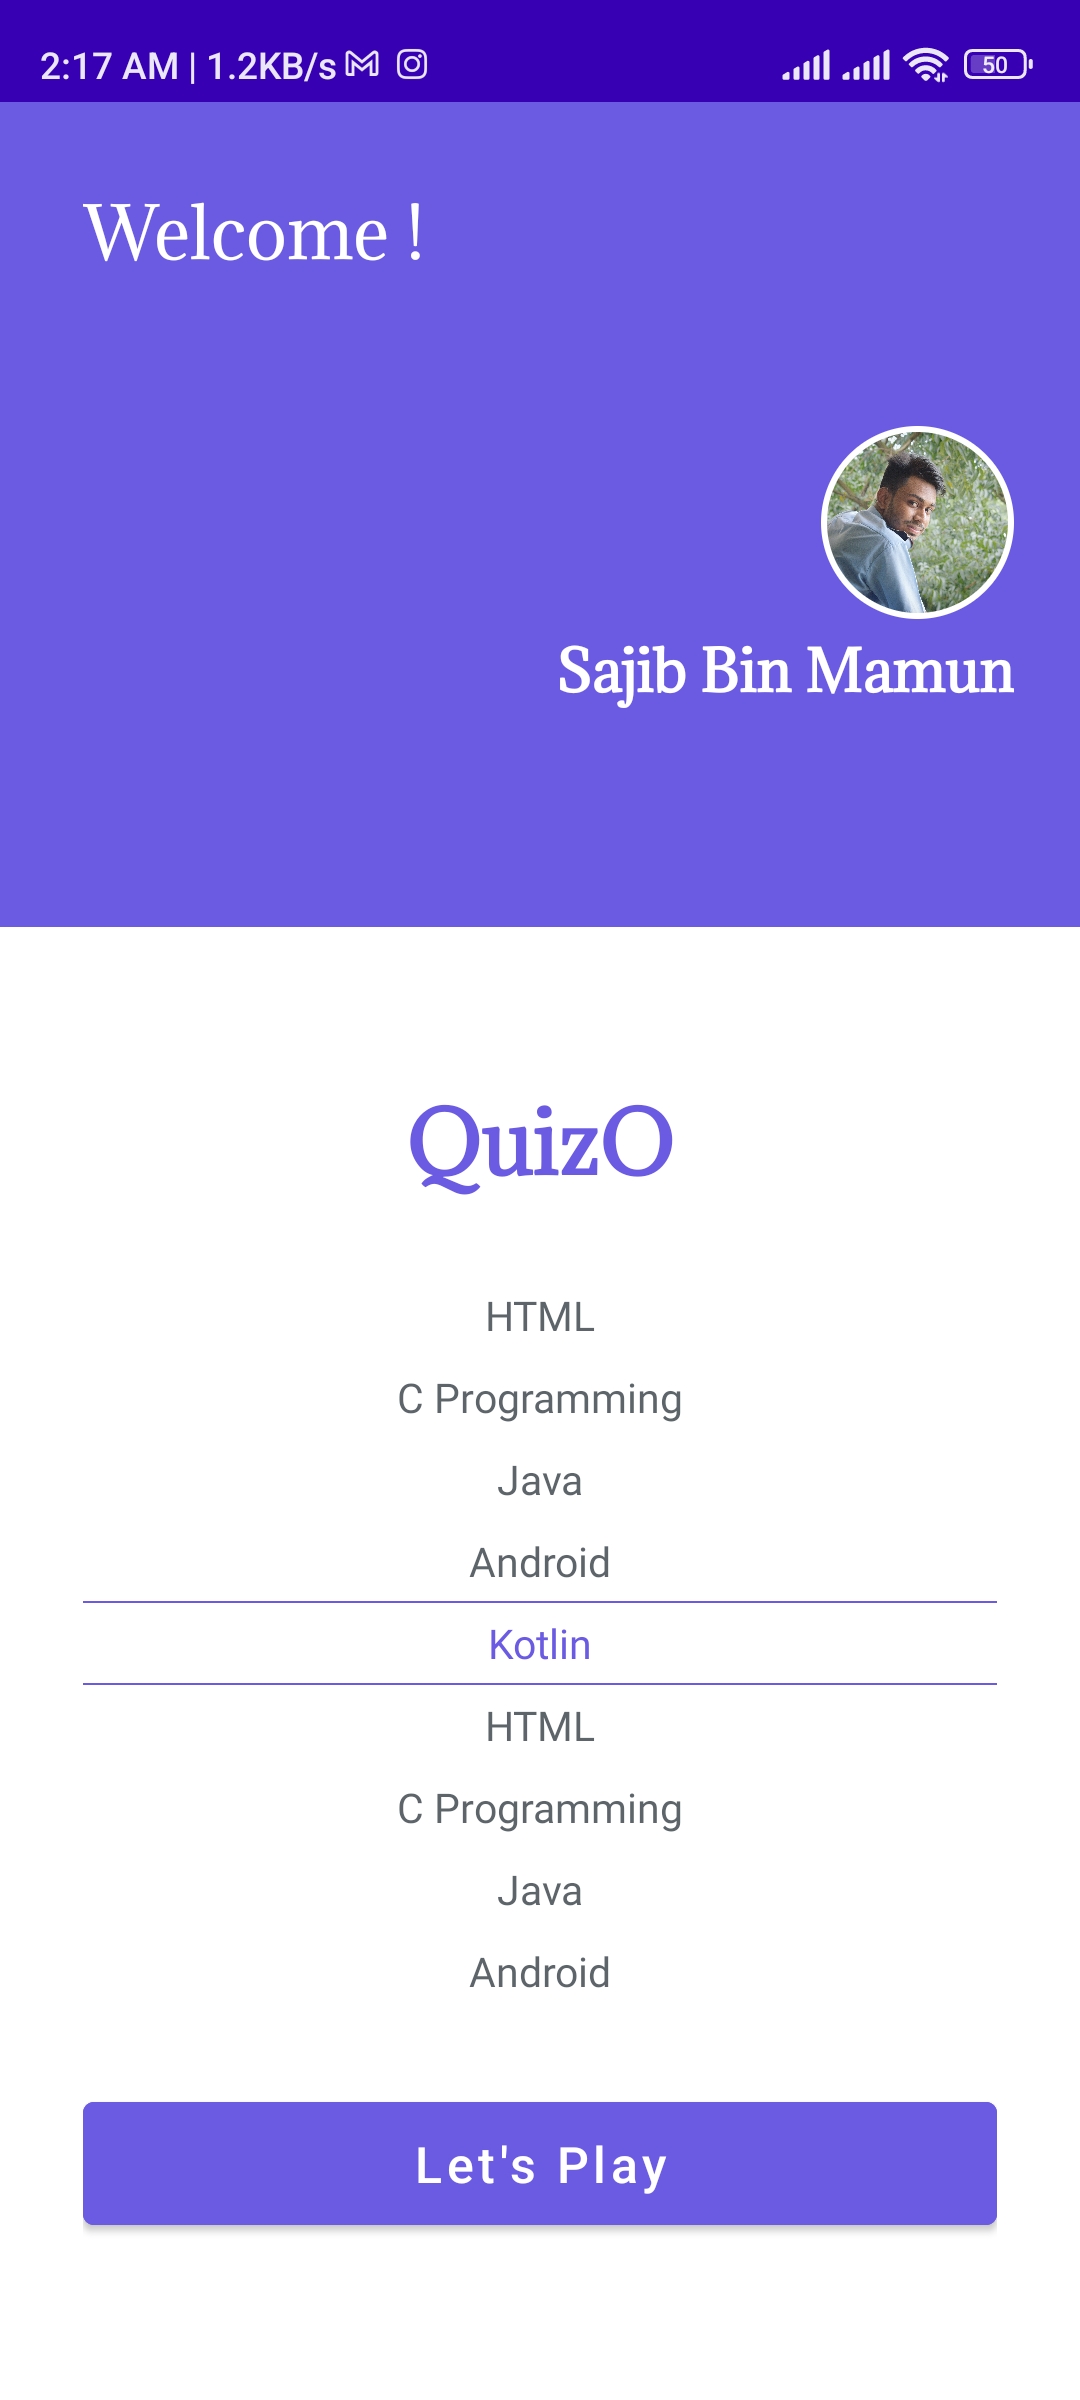 2:17 AM | 1.2KB/s 50
Welcome !
Sajib Bin Mamun
QuizO
HTML
C Programming
Java
Android
Kotlin
HTML
C Programming
Java
Android
Let's Play